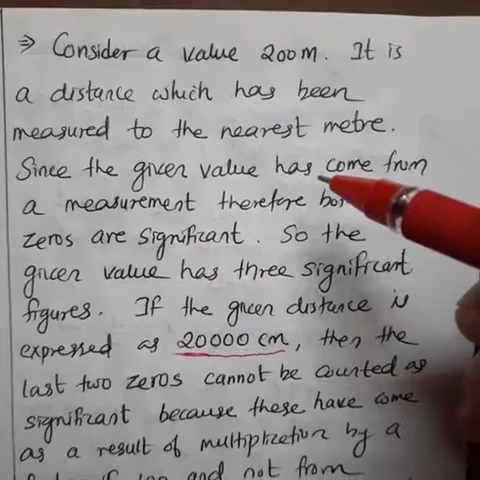 ⇒ Consider a value 200m. It is
a distance which has been
measured to the nearest metre.
Since the given value has come from
a measurement therefore
zeros are significant. So the
given value has three significant
figures. If the given distance is
expressed as 20000 cm, then the
last two zeros cannot be counted as
significant because these have come
as a result of multiplication by a
and not from